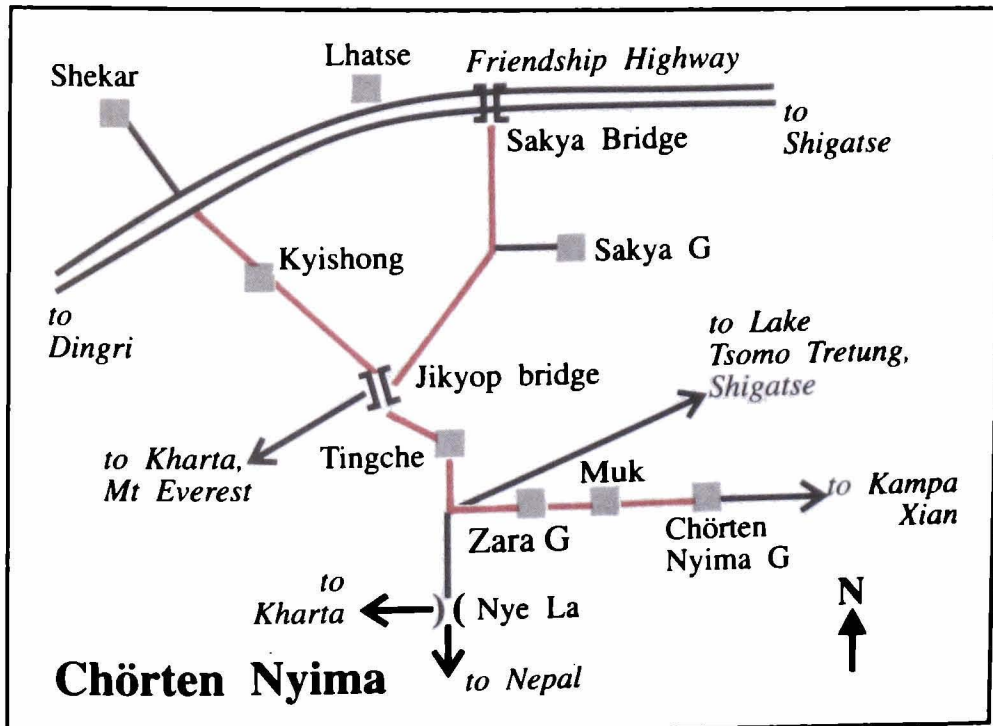 Lhatse
Friendship Highway
Shekar
to
Shigatse
Sakya Bridge
Kyishong
Sakya G
to
Dingri
to Lake
Tsomo Tretung,
Shigatse
Jikyop bridge
to Kharta,
Mt Everest
Tingche
Muk
to Kampa
Xian
Zara G
Chörten
Nyima G
to
Kharta
Nye La
N
Chörten Nyima
to Nepal